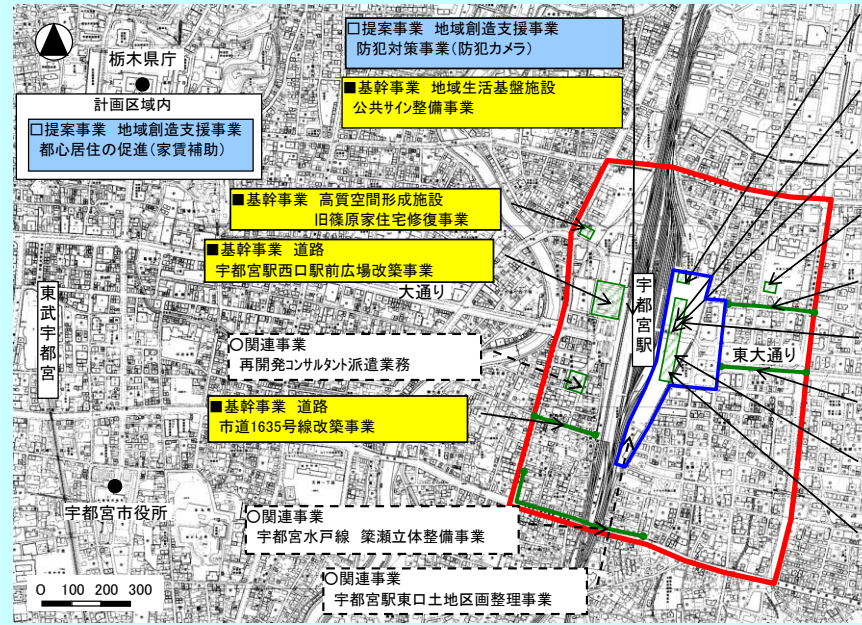 □提案事業 地域創造支援事業
防犯対策事業(防犯カメラ)
栃木県庁
■基幹事業 地域生活基盤施設
公共サイン整備事業
計画区域内
□提案事業 地域創造支援事業
都心居住の促進(家賃補助)
■基幹事業 高質空間形成施設
旧篠原家住宅修復事業
■基幹事業 道路
宇都宮駅西口駅前広場改築事業
大通り
宇都宮駅
東武宇都宮
○関連事業
再開発コンサルタント派遣業務
東大通り
■基幹事業 道路
市道1635号線改築事業
宇都宮市役所
○関連事業
宇都宮水戸線 簗瀬立体整備事業
○関連事業
宇都宮駅東口土地区画整理事業
0 100 200 300